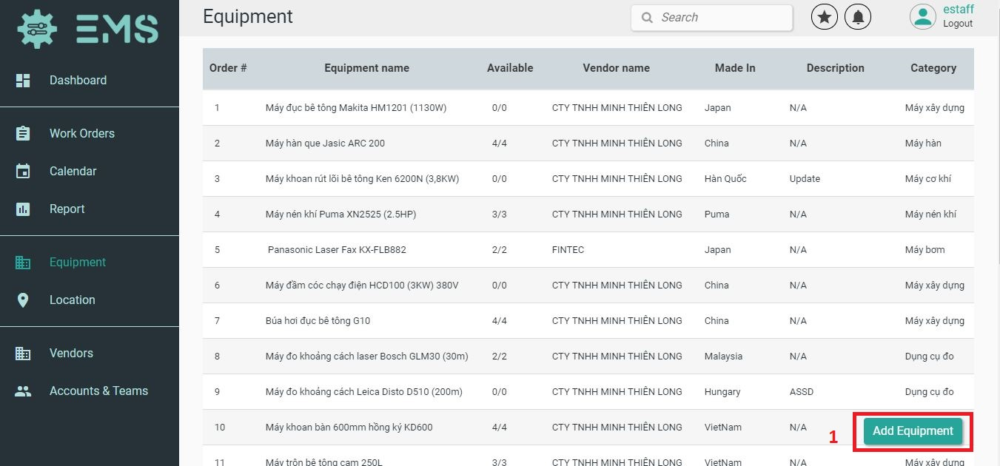 EMS
Equipment
Search
estaff
Logout
Dashboard
Work Orders
Calendar
Report
Equipment
Location
Vendors
Accounts & Teams
Order # Equipment name Available Vendor name Made In Description Category
1 Máy đục bê tông Makita HM1201 (1130W) 0/0 CTY TNHH MINH THIÊN LONG Japan N/A Máy xây dựng
2 Máy hàn que Jasic ARC 200 4/4 CTY TNHH MINH THIÊN LONG China N/A Máy hàn
3 Máy khoan rút lõi bê tông Ken 6200N (3,8KW) 0/0 CTY TNHH MINH THIÊN LONG Hàn Quốc Update Máy cơ khí
4 Máy nén khí Puma XN2525 (2.5HP) 3/3 CTY TNHH MINH THIÊN LONG Puma N/A Máy nén khí
5 Panasonic Laser Fax KX-FLB882 2/2 FINTEC Japan N/A Máy bơm
6 Máy đầm cóc chạy điện HCD100 (3KW) 380V 0/0 CTY TNHH MINH THIÊN LONG China N/A Máy xây dựng
7 Búa hơi đục bê tông G10 4/4 CTY TNHH MINH THIÊN LONG China N/A Máy xây dựng
8 Máy đo khoảng cách laser Bosch GLM30 (30m) 2/2 CTY TNHH MINH THIÊN LONG Malaysia N/A Dụng cụ đo
9 Máy đo khoảng cách Leica Disto D510 (200m) 0/0 CTY TNHH MINH THIÊN LONG Hungary ASSD Dụng cụ đo
10 Máy khoan bàn 600mm hồng ký KD600 4/4 CTY TNHH MINH THIÊN LONG VietNam N/A
1 Add Equipment
11 Máy trộn bê tông cam 250L 3/3 CTY TNHH MINH THIÊN LONG VietNam N/A Máy xây dựng